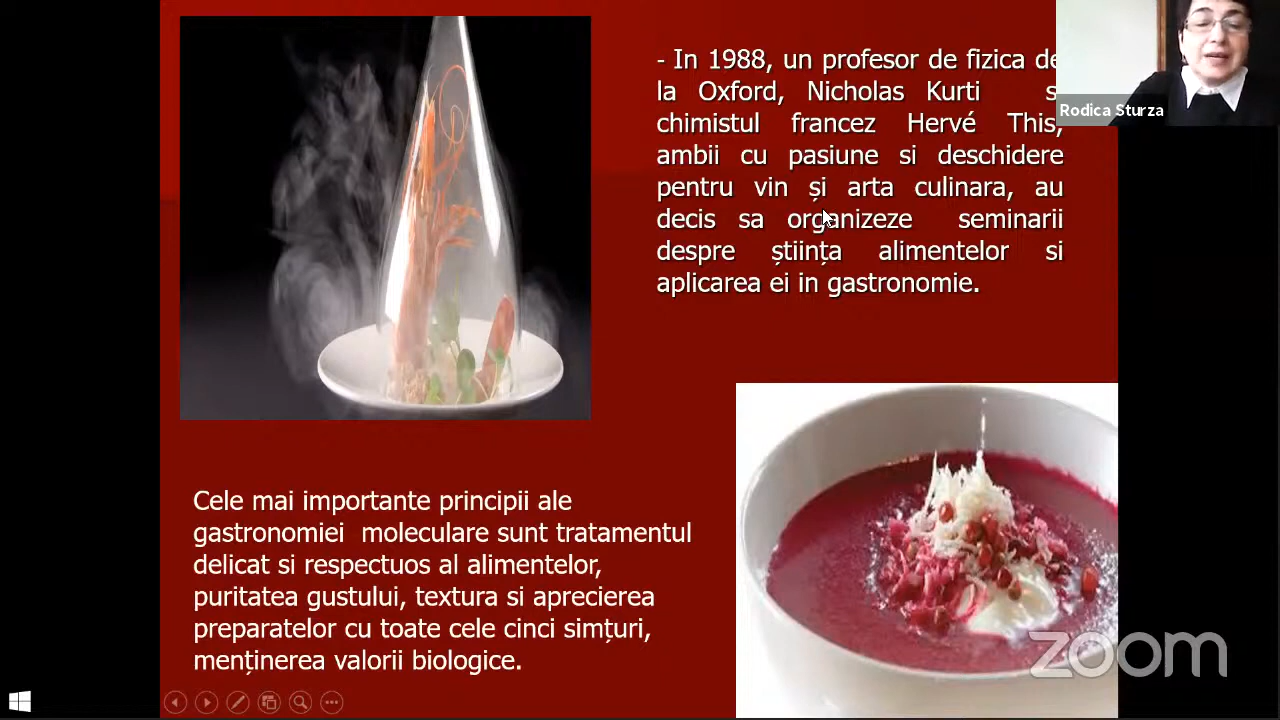 - In 1988, un profesor de fizica de
la Oxford, Nicholas Kurti
chimistul francez Hervé This,
ambii cu pasiune si deschidere
pentru vin și arta culinara, au
decis sa organizeze seminarii
despre știința alimentelor si
aplicarea ei in gastronomie.
Rodica Sturza
Cele mai importante principii ale
gastronomiei moleculare sunt tratamentul
delicat si respectuos al alimentelor,
puritatea gustului, textura si aprecierea
preparatelor cu toate cele cinci simțuri,
menținerea valorii biologice.
zoom